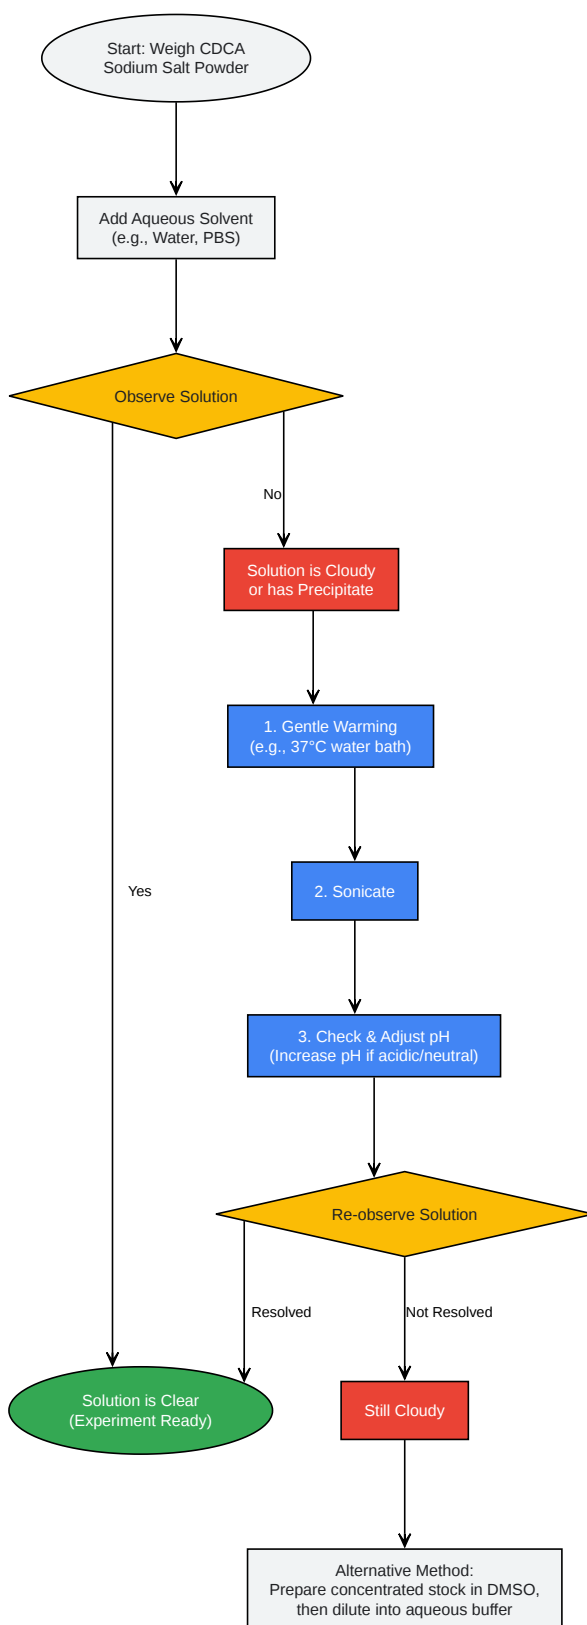 Start: Weigh CDCA
Sodium Salt Powder
Add Aqueous Solvent
(e.g., Water, PBS)
Observe Solution
No
Solution is Cloudy
or has Precipitate
1. Gentle Warming
(e.g., 37°C water bath)
Yes
2. Sonicate
3. Check & Adjust pH
(Increase pH if acidic/neutral)
Re-observe Solution
Resolved
Not Resolved
Solution is Clear
(Experiment Ready)
Still Cloudy
Alternative Method:
Prepare concentrated stock in DMSO,
then dilute into aqueous buffer